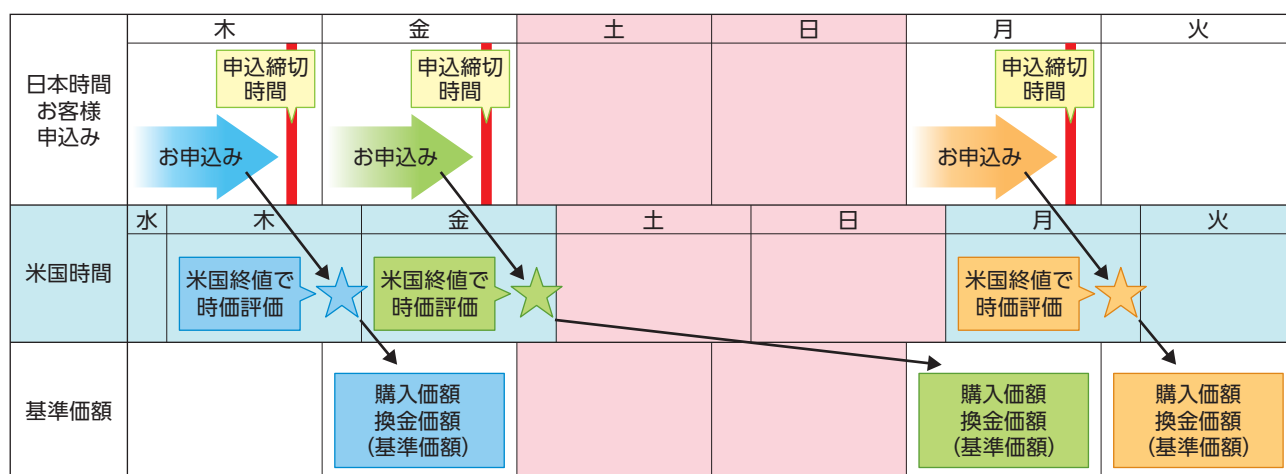 木 金 土 日 月 火
日本時間
お客様
申込み
申込締切
時間
申込締切
時間
申込締切
時間
お申込み
お申込み
お申込み
水 木 金 土 日 月 火
米国時間
米国終値で
時価評価
米国終値で
時価評価
米国終値で
時価評価
基準価額
購入価額
換金価額
(基準価額)
購入価額
換金価額
(基準価額)
購入価額
換金価額
(基準価額)